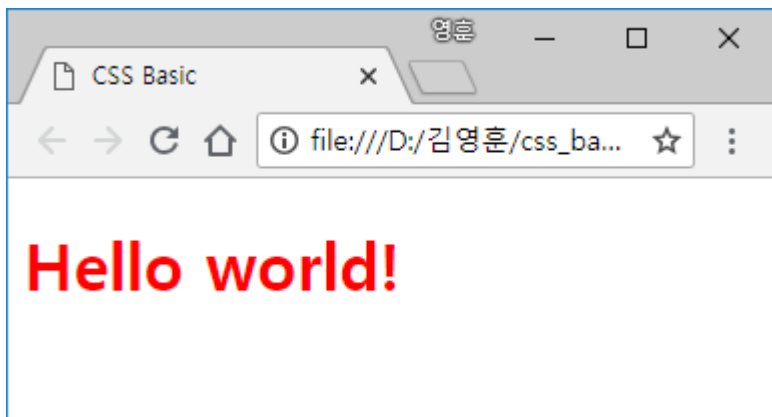 영훈
CSS Basic
file:///D:/김영훈/css_ba...
Hello world!